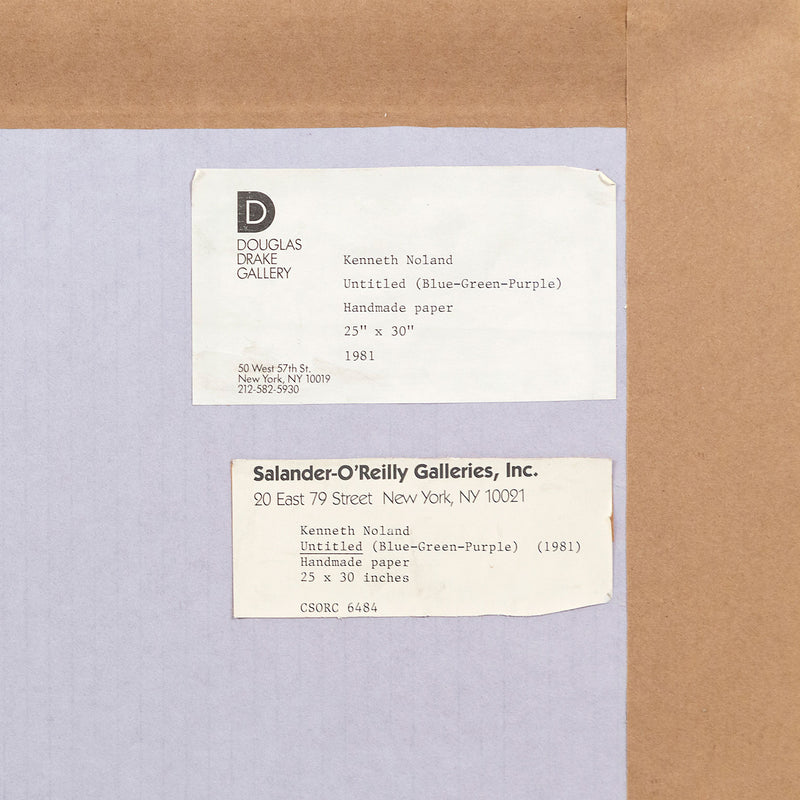 D
DOUGLAS
DRAKE
GALLERY
Kenneth Noland
Untitled (Blue-Green-Purple)
Handmade paper
25" x 30"
1981
50 West 57th St.
New York, NY 10019
212-582-5930
Salander-O'Reilly Galleries, Inc.
20 East 79 Street New York, NY 10021
Kenneth Noland
Untitled (Blue-Green-Purple) (1981)
Handmade paper
25 x 30 inches
CSORC 6484